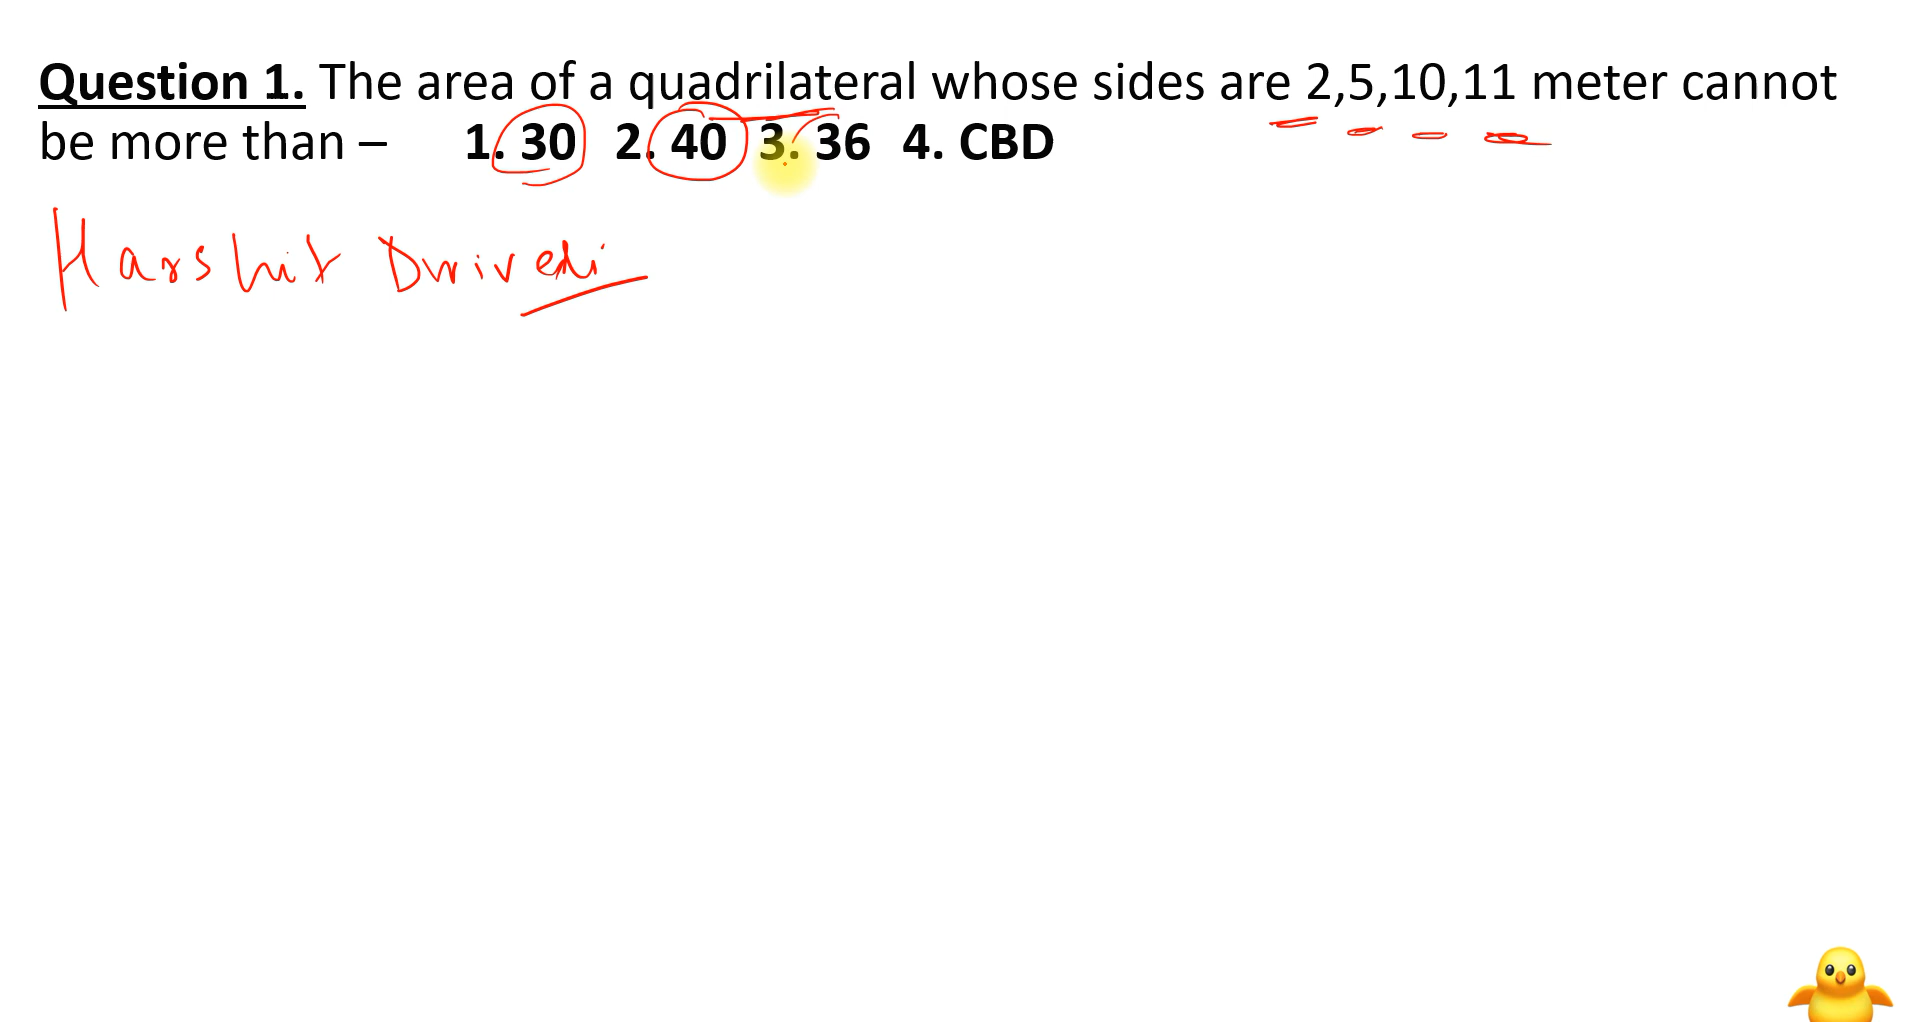 Question 1. The area of a quadrilateral whose sides are 2,5,10,11 meter cannot
be more than – 1. 30 2. 40 3. 36 4. CBD
Harshit Dwivedi